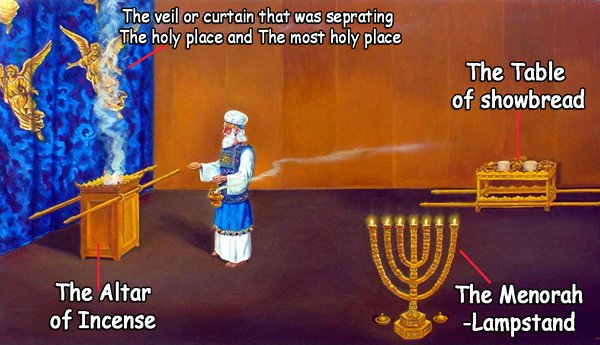 The veil or curtain that was seprating
The holy place and The most holy place
The Table
of showbread
The Altar
of Incense
The Menorah
-Lampstand